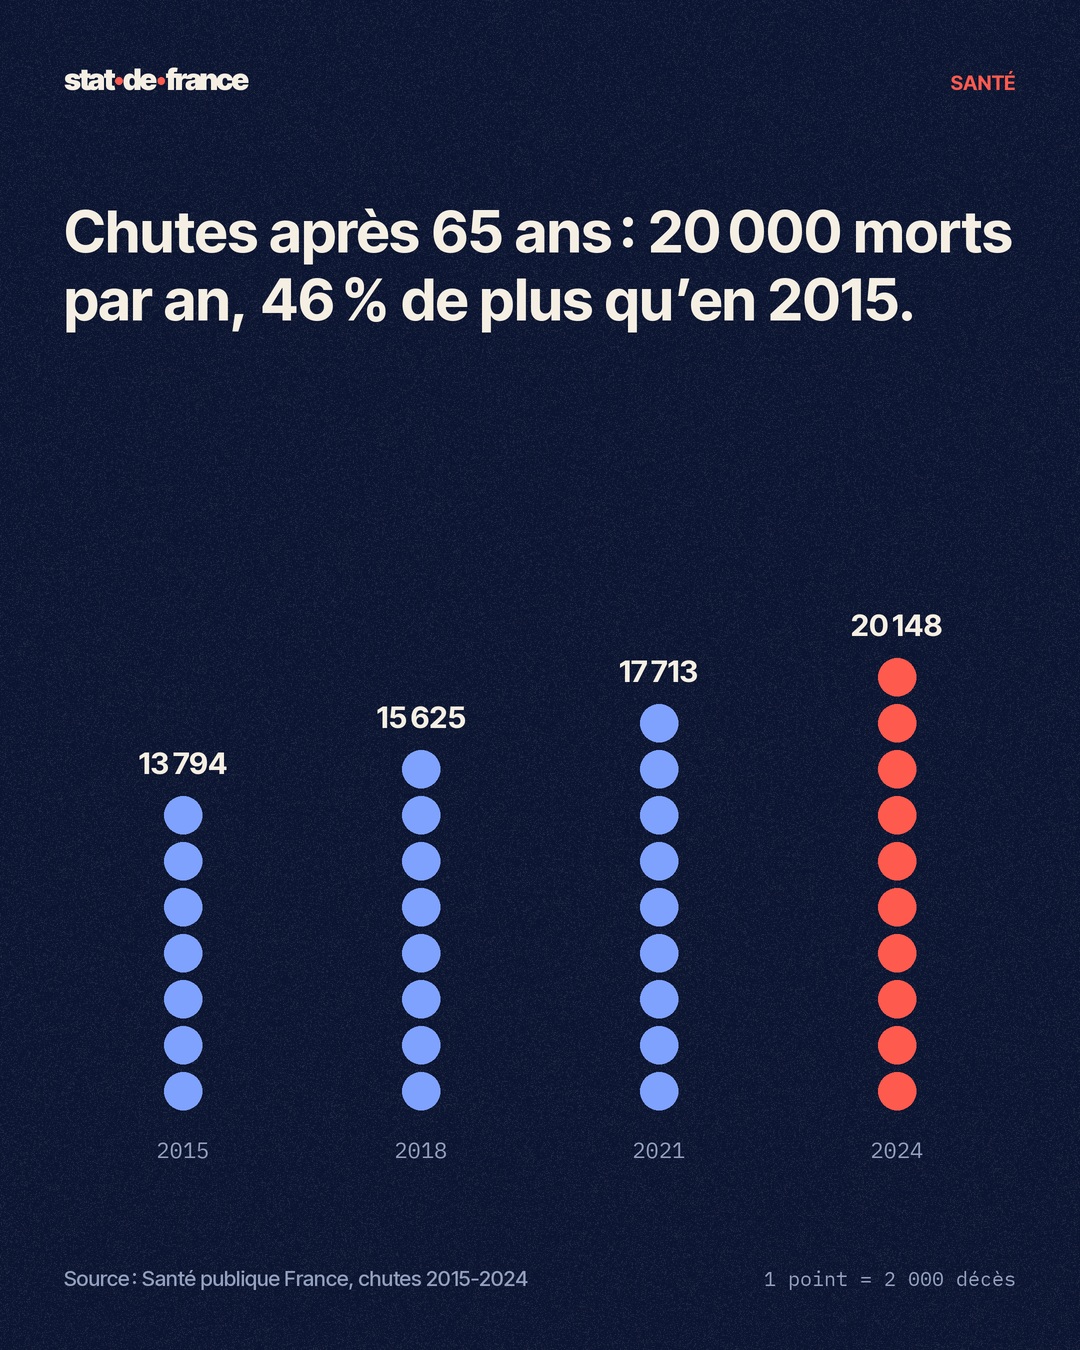 stat•de•france
SANTÉ
Chutes après 65 ans : 20 000 morts
par an, 46 % de plus qu’en 2015.
20 148
17 713
15 625
13 794
2015 2018 2021 2024
Source : Santé publique France, chutes 2015-2024
1 point = 2 000 décès